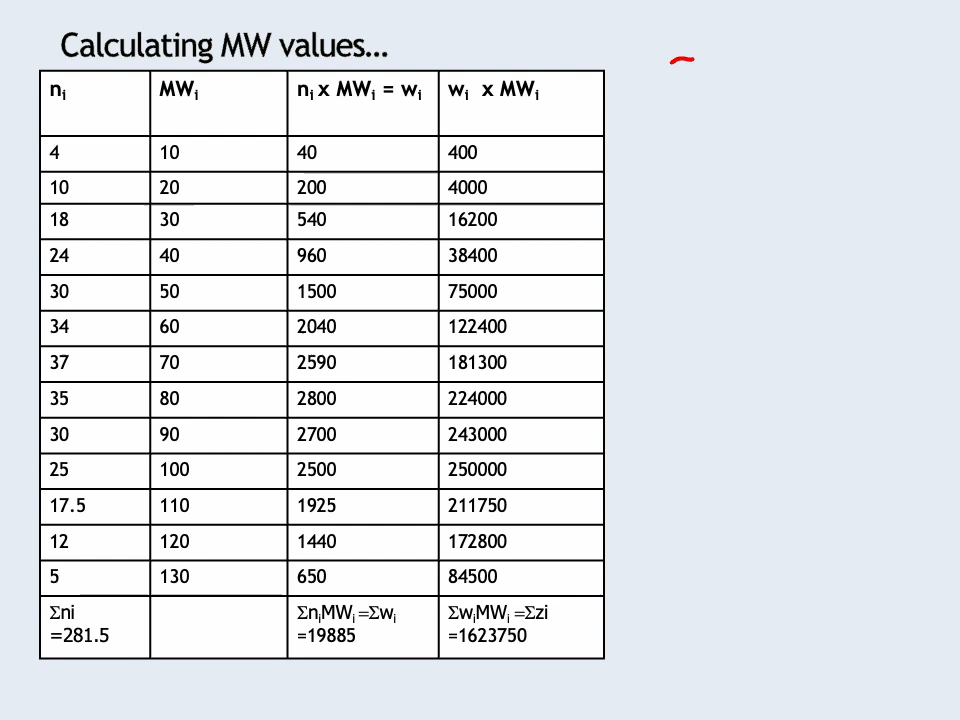 Calculating MW values...
nᵢ MWᵢ nᵢ x MWᵢ = wᵢ wᵢ x MWᵢ
4 10 40 400
10 20 200 4000
18 30 540 16200
24 40 960 38400
30 50 1500 75000
34 60 2040 122400
37 70 2590 181300
35 80 2800 224000
30 90 2700 243000
25 100 2500 250000
17.5 110 1925 211750
12 120 1440 172800
5 130 650 84500
Σni ΣnᵢMWᵢ =Σwᵢ ΣwᵢMWᵢ =Σzi
=281.5 =19885 =1623750